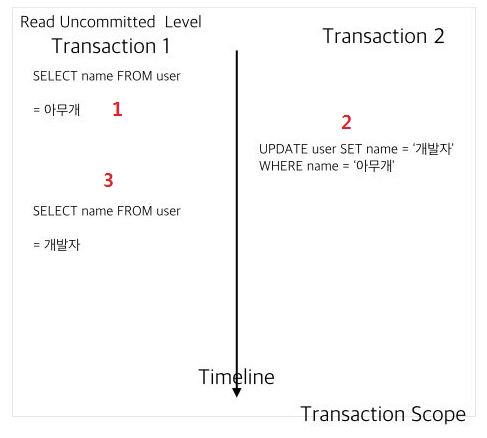 Read Uncommitted  Level
Transaction 1
Transaction 2
SELECT name FROM user
= 아무개
1
2
UPDATE user SET name = ‘개발자’
WHERE name = ‘아무개’
3
SELECT name FROM user
= 개발자
Timeline
Transaction Scope